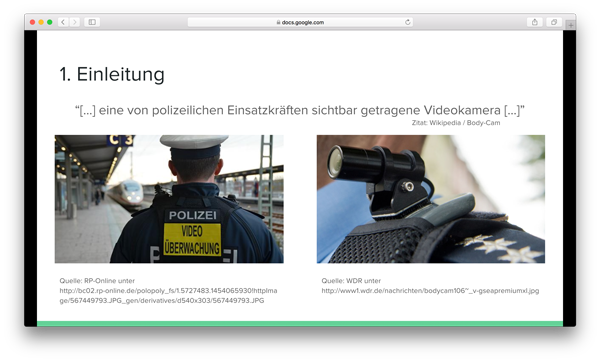 docs.google.com
1. Einleitung
“[...] eine von polizeilichen Einsatzkräften sichtbar getragene Videokamera [...]”
Zitat: Wikipedia / Body-Cam
POLIZEI
VIDEO
ÜBERWACHUNG
Quelle: RP-Online unter
http://bc02.rp-online.de/polopoly_fs/1.5727483.1454065930!httpIma
ge/567449793.JPG_gen/derivatives/d540x303/567449793.JPG
Quelle: WDR unter
http://www1.wdr.de/nachrichten/bodycam106~_v-gseapremiumxl.jpg